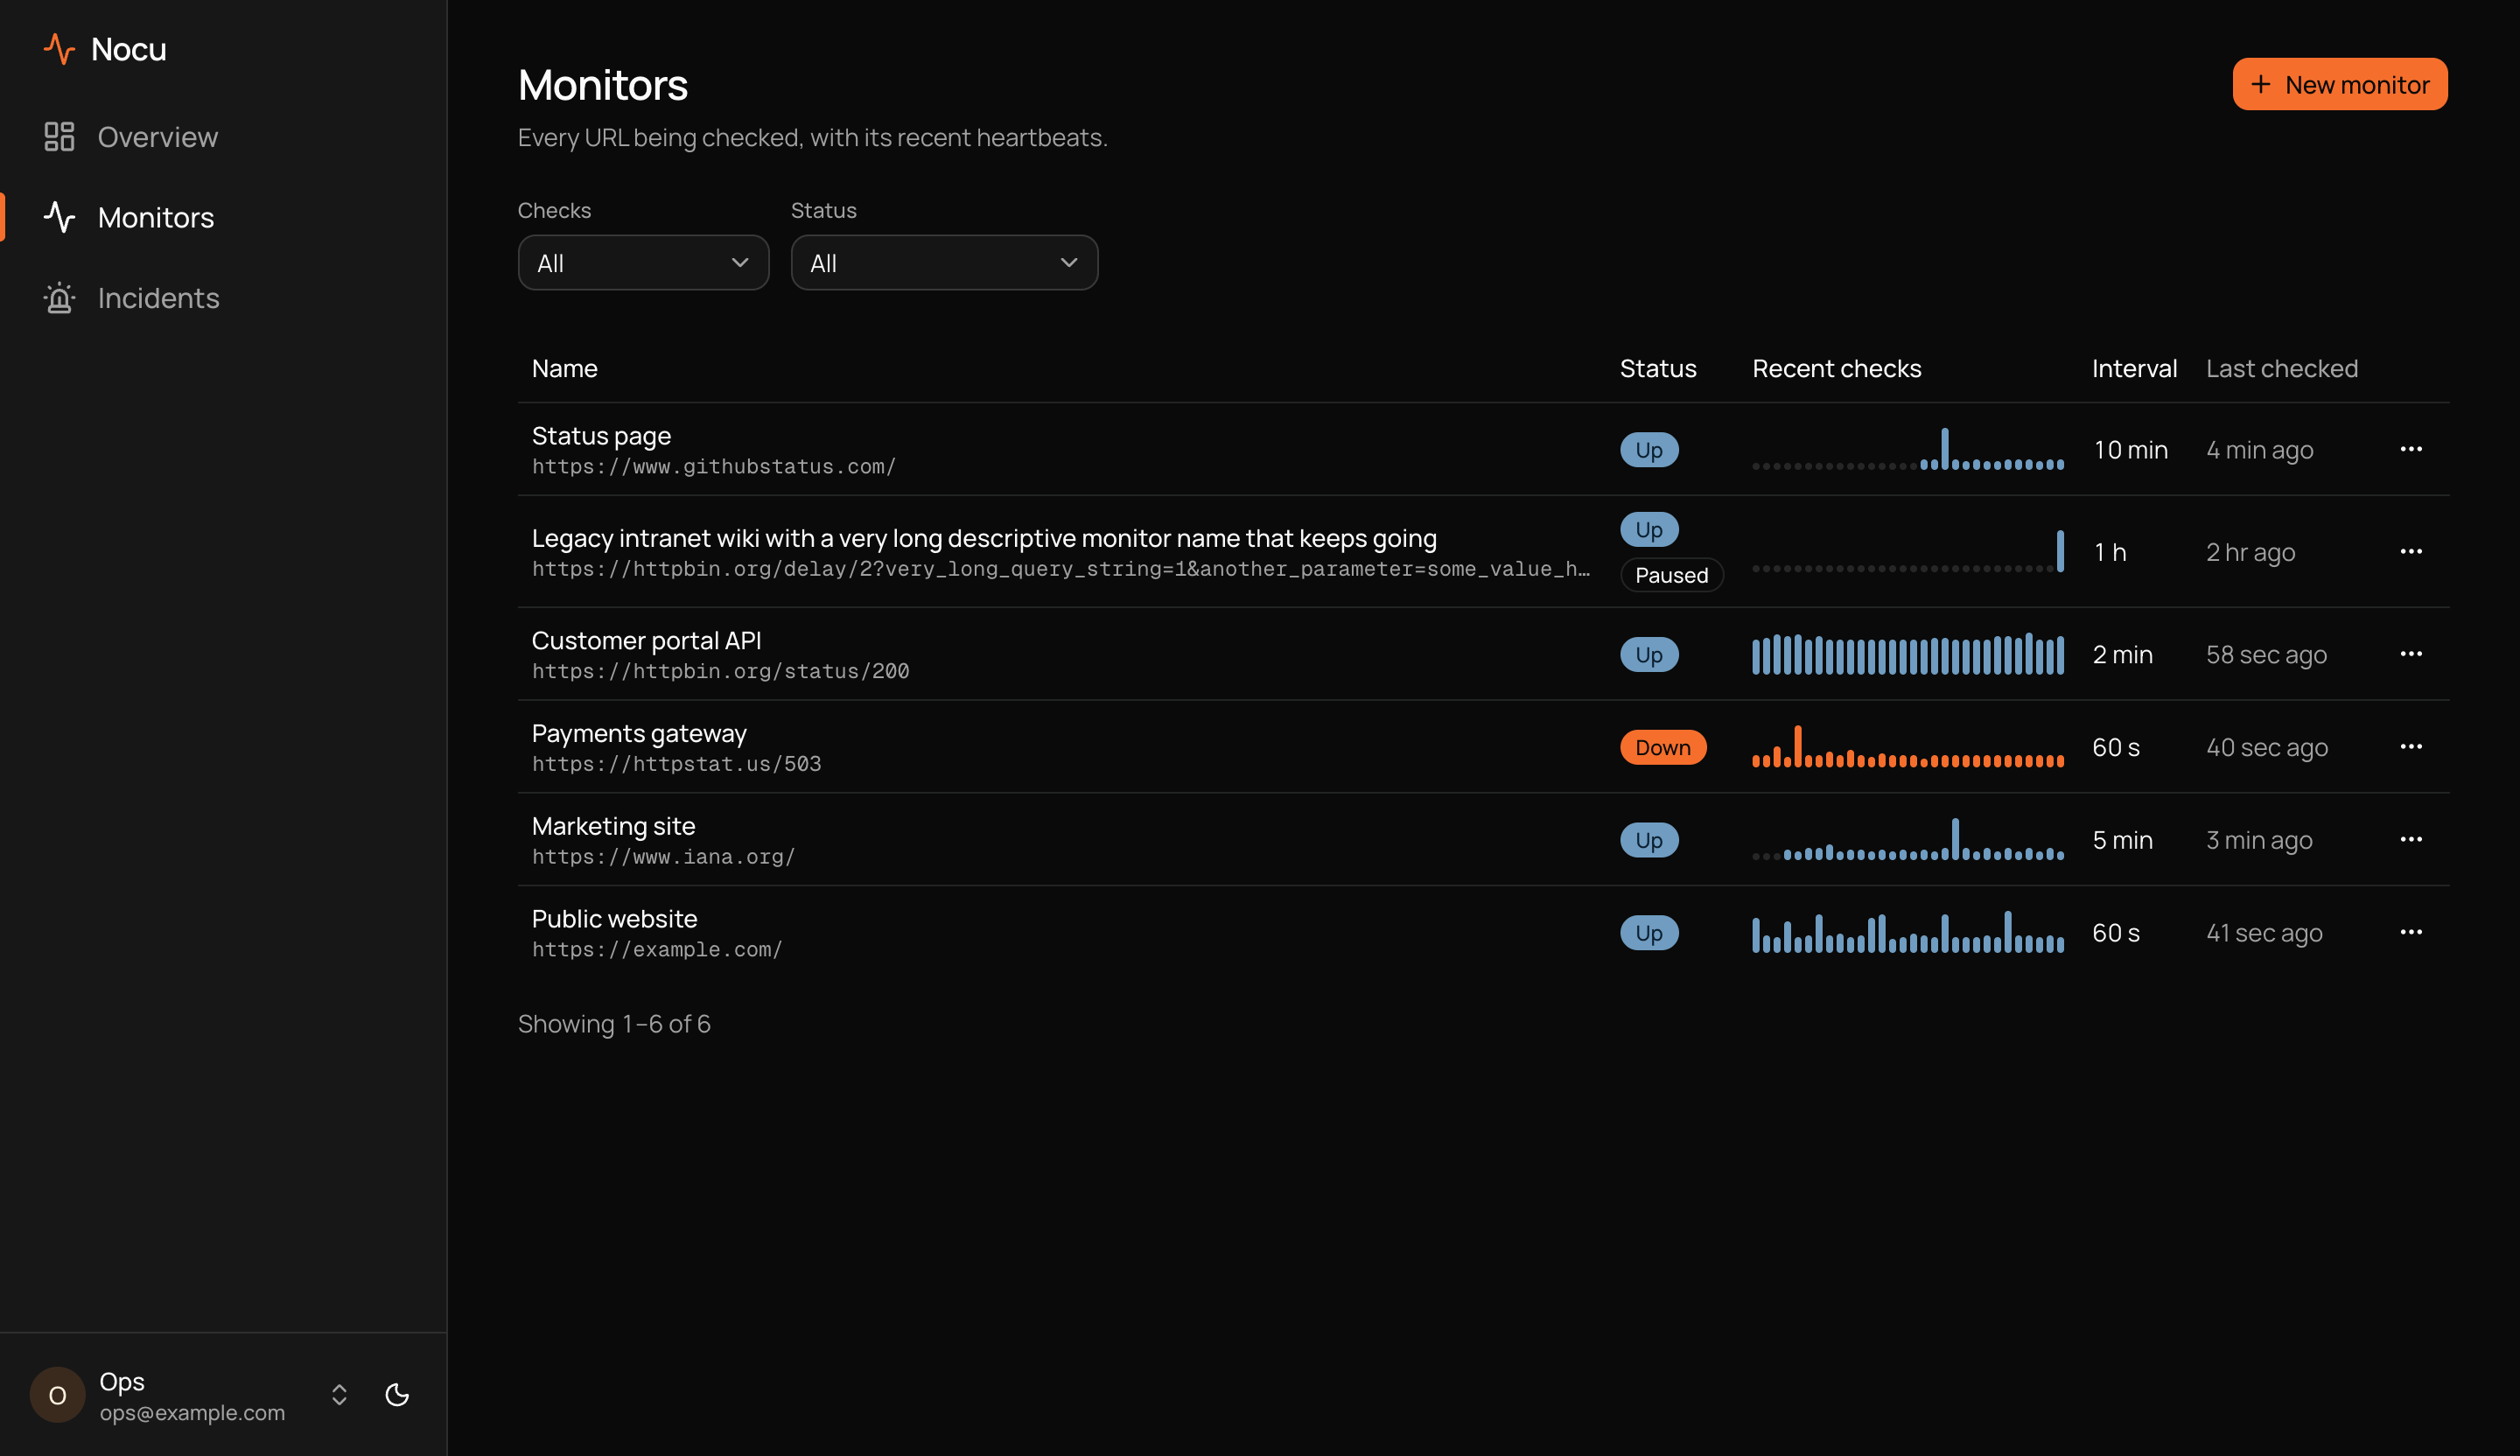 Nocu
Overview
Monitors
Incidents
Monitors
Every URL being checked, with its recent heartbeats.
New monitor
Checks
Status
All
All
Name Status Recent checks Interval Last checked
Status page
https://www.githubstatus.com/
Up
10 min
4 min ago
Legacy intranet wiki with a very long descriptive monitor name that keeps going
https://httpbin.org/delay/2?very_long_query_string=1&another_parameter=some_value_h…
Up
Paused
1 h
2 hr ago
Customer portal API
https://httpbin.org/status/200
Up
2 min
58 sec ago
Payments gateway
https://httpstat.us/503
Down
60 s
40 sec ago
Marketing site
https://www.iana.org/
Up
5 min
3 min ago
Public website
https://example.com/
Up
60 s
41 sec ago
Showing 1–6 of 6
O
Ops
ops@example.com